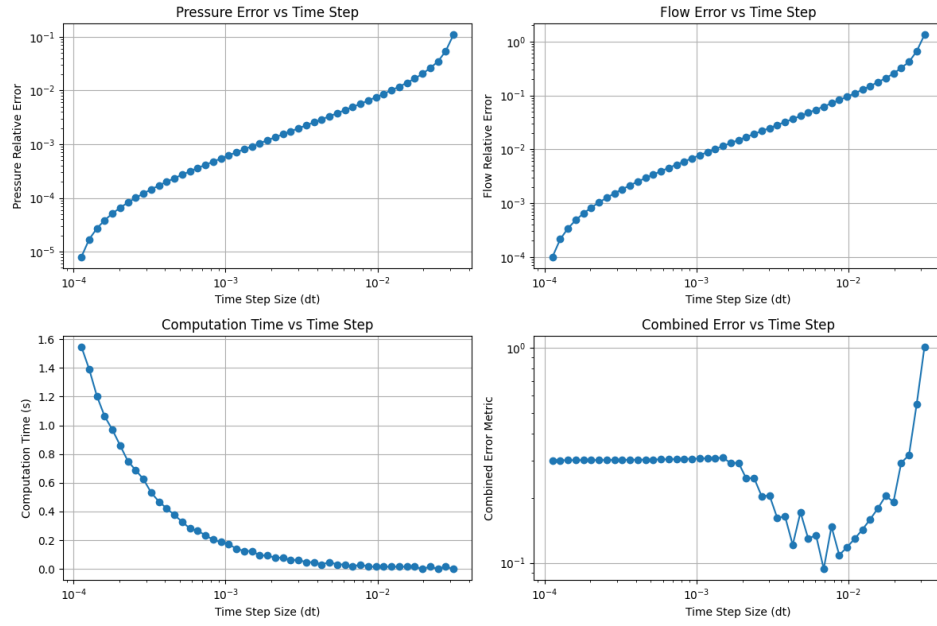 Pressure Error vs Time Step
10⁻¹
10⁻²
10⁻³
10⁻⁴
10⁻⁵
Pressure Relative Error
10⁻⁴
10⁻³
10⁻²
Time Step Size (dt)
Flow Error vs Time Step
10⁰
10⁻¹
10⁻²
10⁻³
10⁻⁴
Flow Relative Error
10⁻⁴
10⁻³
10⁻²
Time Step Size (dt)
Computation Time vs Time Step
1.6
1.4
1.2
1.0
0.8
0.6
0.4
0.2
0.0
Computation Time (s)
10⁻⁴
10⁻³
10⁻²
Time Step Size (dt)
Combined Error vs Time Step
10⁰
10⁻¹
Combined Error Metric
10⁻⁴
10⁻³
10⁻²
Time Step Size (dt)